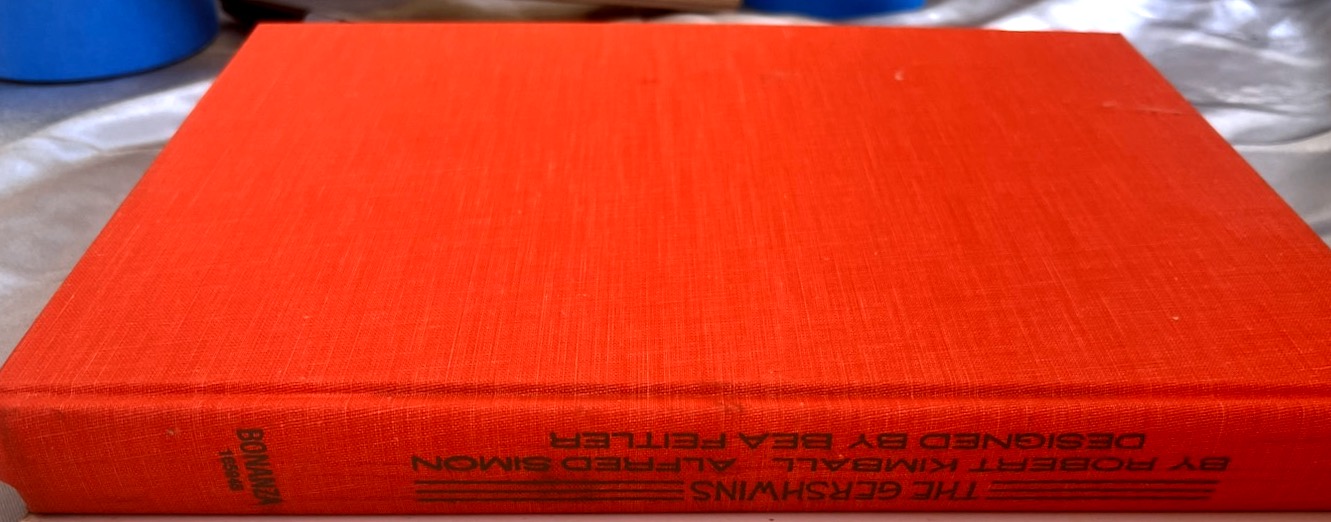 THE GERSHWINS
BY ROBERT KIMBALL ALFRED SIMON
DESIGNED BY BEA FEITLER
BONANZA